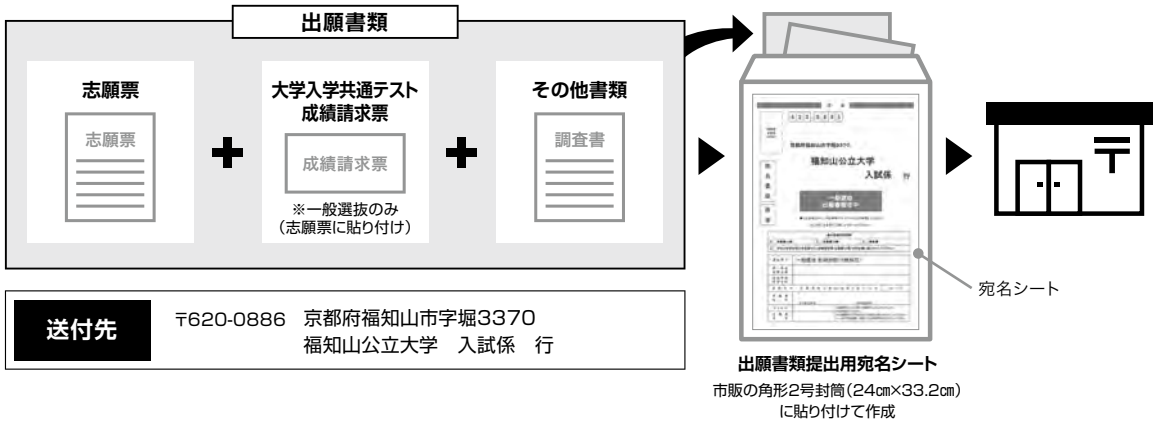 出願書類
志願票
志願票
大学入学共通テスト
成績請求票
成績請求票
※一般選抜のみ
（志願票に貼り付け）
その他書類
調査書
送付先
〒620-0886 京都府福知山市字堀3370
福知山公立大学 入試係 行
福知山公立大学
入試係 行
宛名シート
出願書類提出用宛名シート
市販の角形2号封筒（24㎝×33.2㎝）
に貼り付けて作成
〒